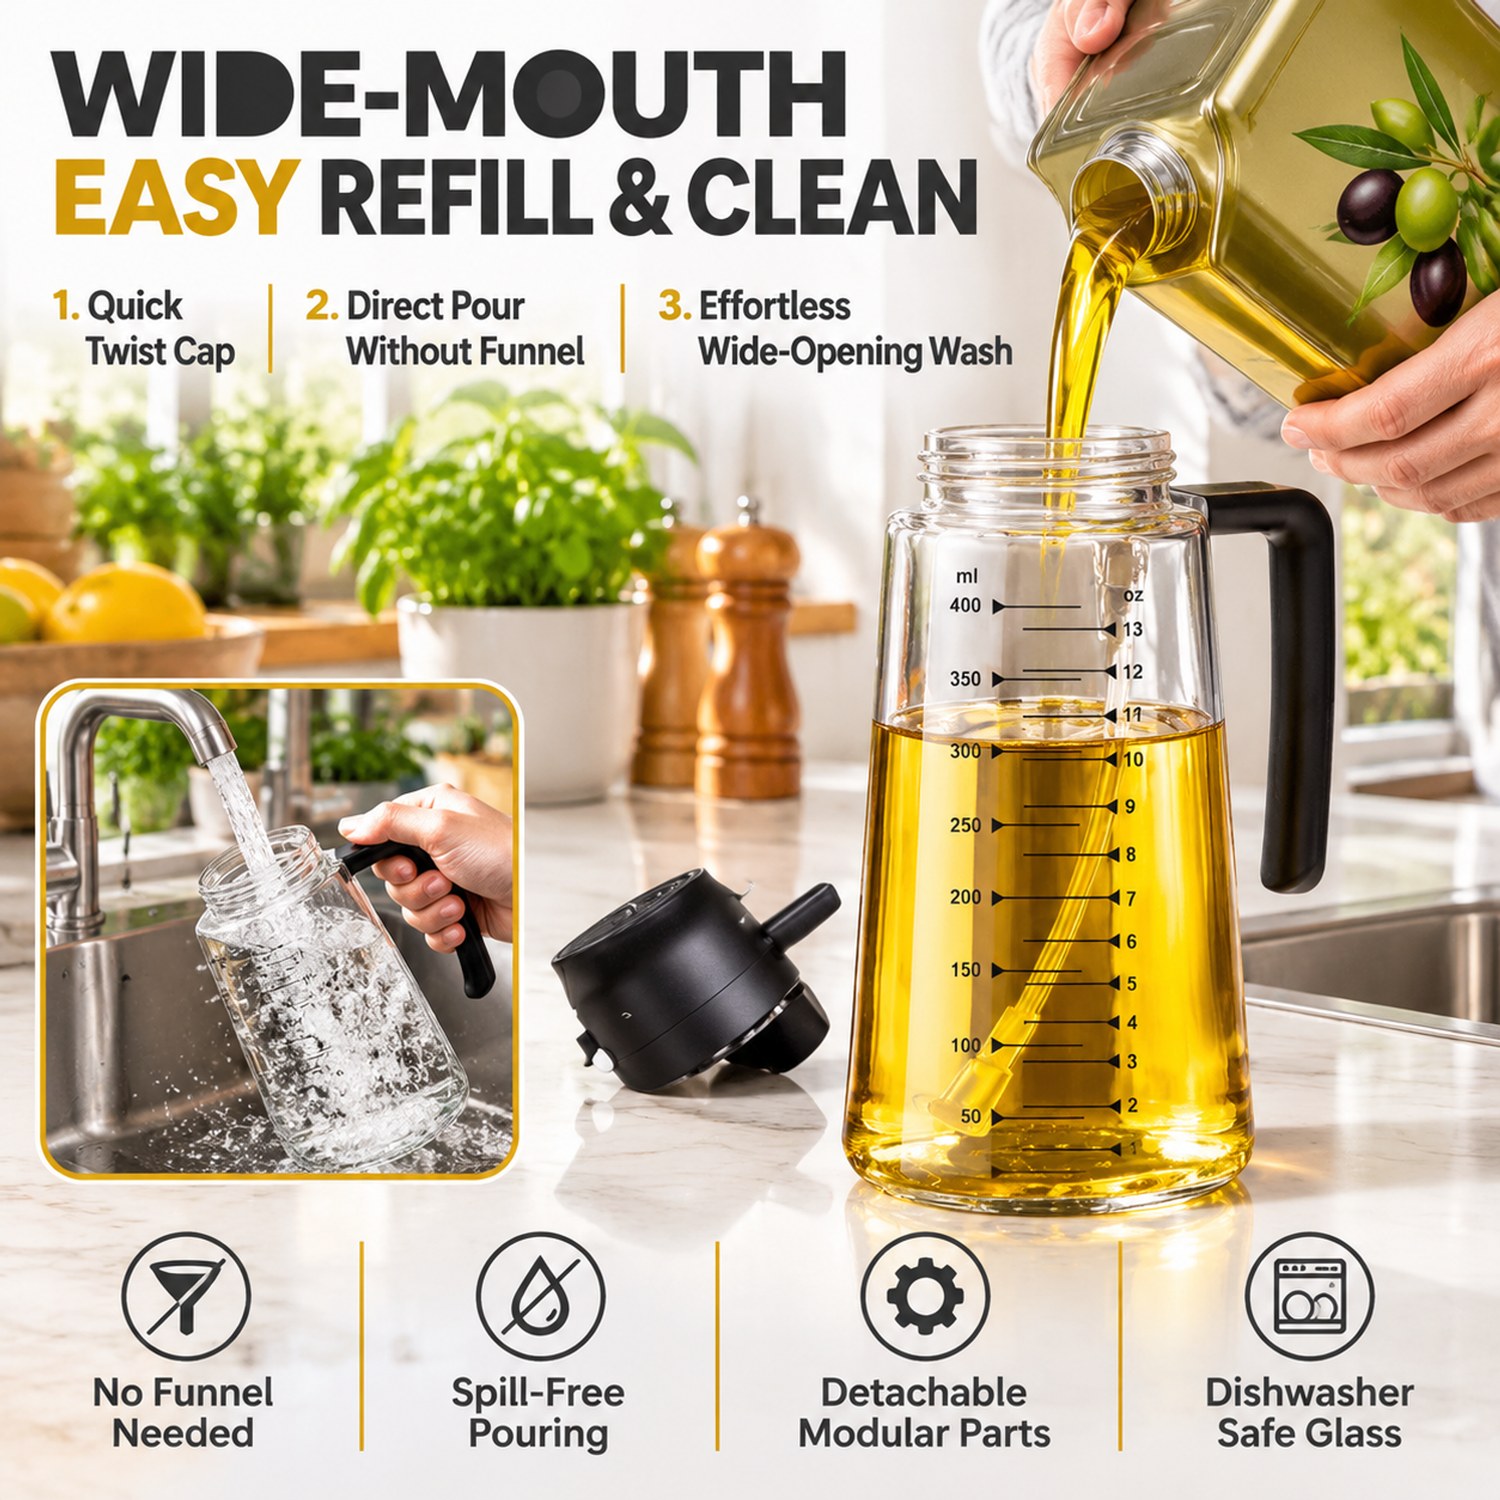 WIDE-MOUTH
EASY REFILL & CLEAN
1. Quick
Twist Cap
2. Direct Pour
Without Funnel
3. Effortless
Wide-Opening Wash
ml
oz
400
13
12
350
11
300
10
9
250
8
200
7
6
150
5
4
100
3
2
50
1
No Funnel
Needed
Spill-Free
Pouring
Detachable
Modular Parts
Dishwasher
Safe Glass